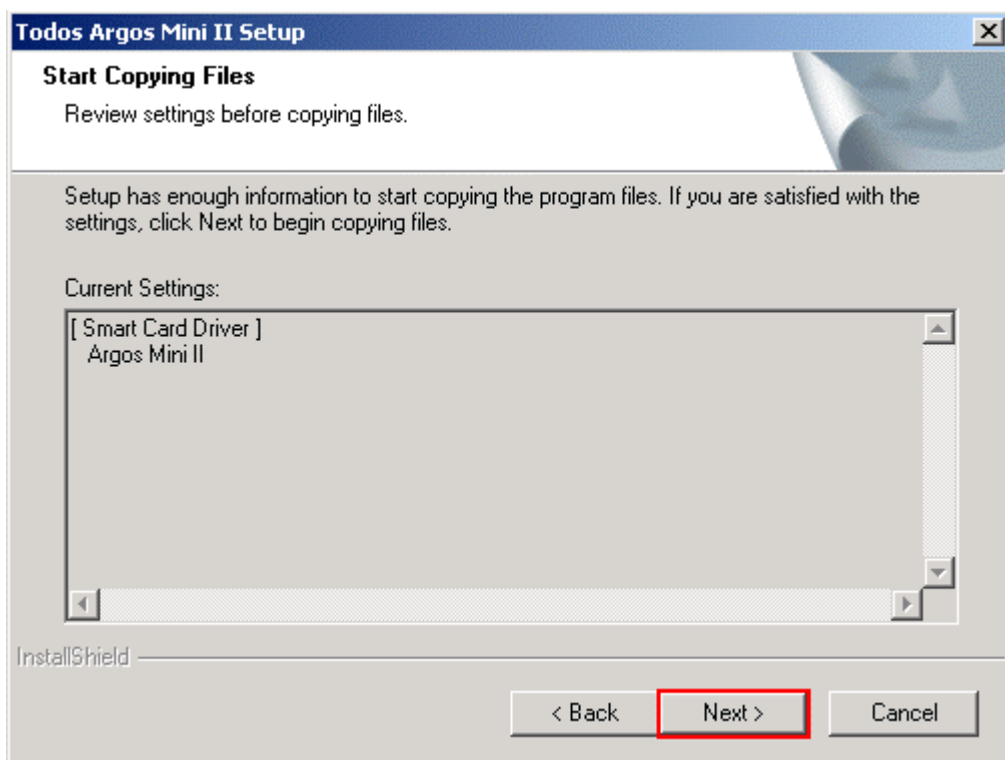 Todos Argos Mini II Setup
Start Copying Files
Review settings before copying files.
Setup has enough information to start copying the program files. If you are satisfied with the
settings, click Next to begin copying files.
Current Settings:
[ Smart Card Driver ]
Argos Mini II
InstallShield
< Back
Next >
Cancel